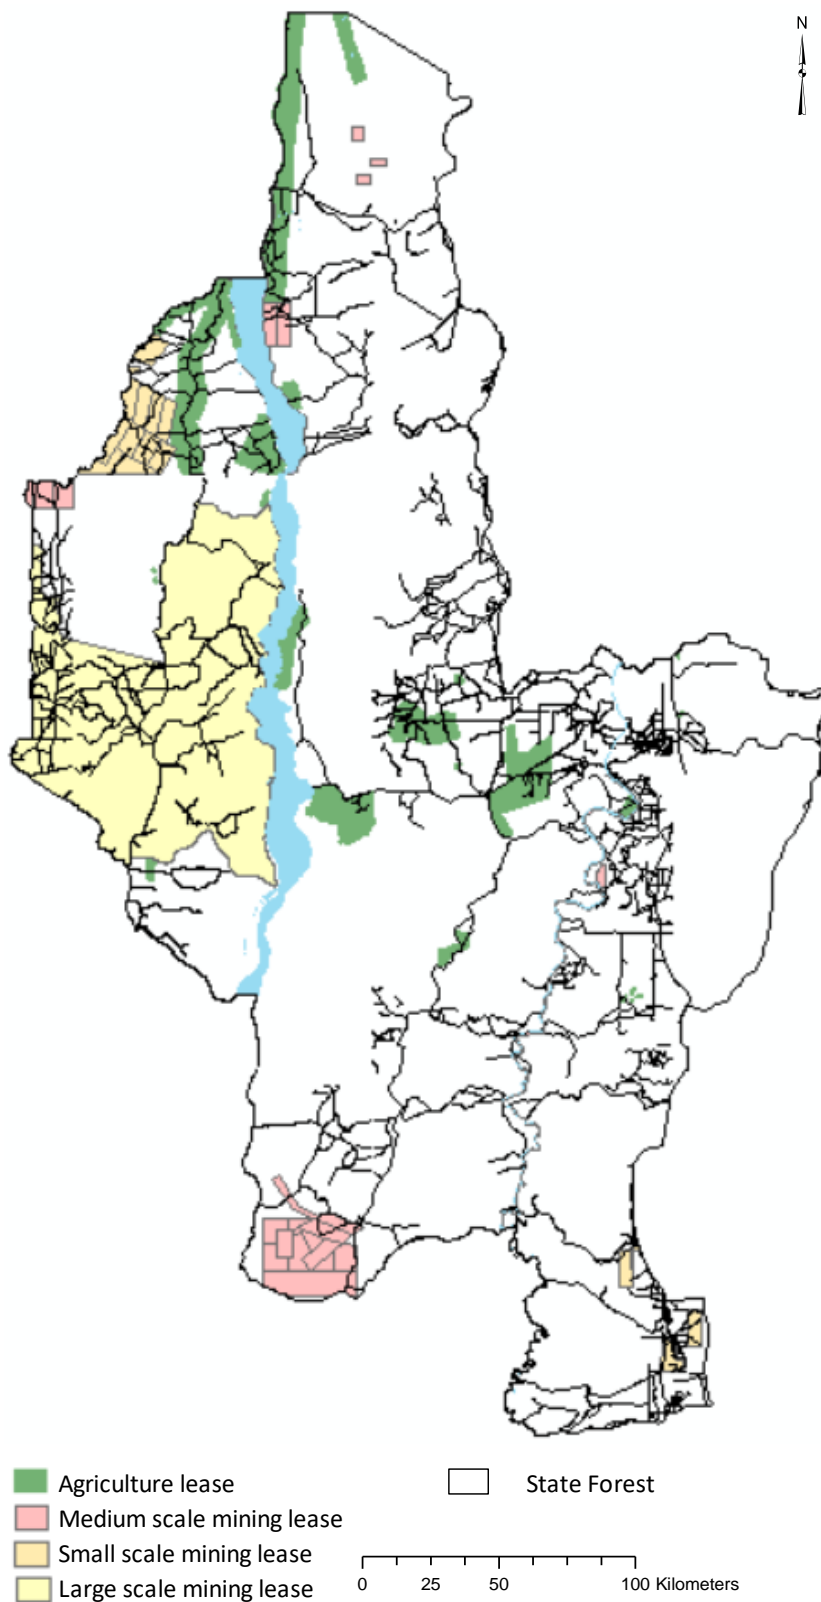 N
Agriculture lease
State Forest
Medium scale mining lease
Small scale mining lease
Large scale mining lease
0 25 50 100 Kilometers